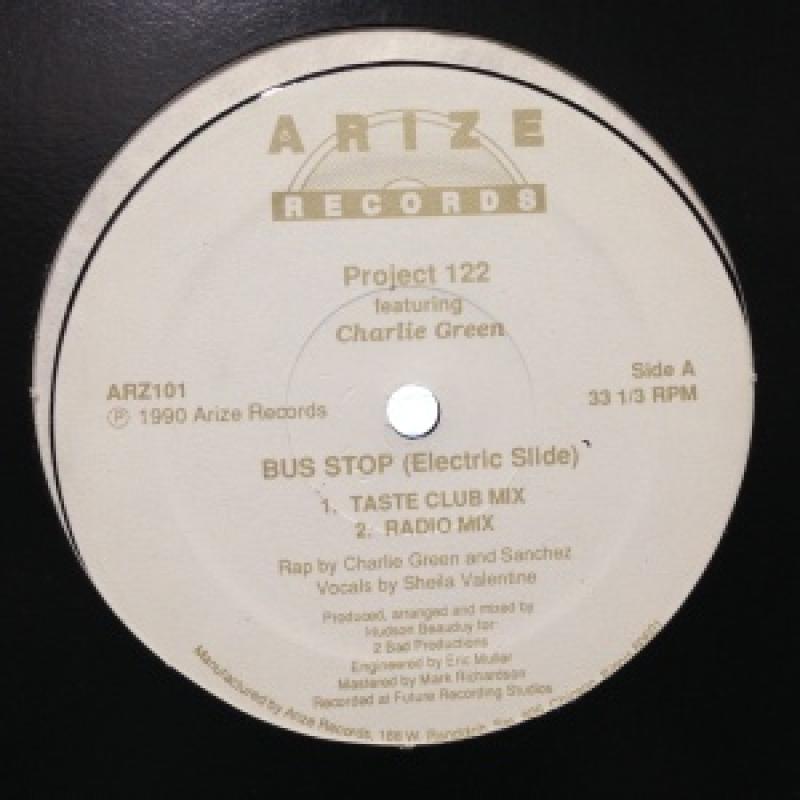 ARIZE
RECORDS
Project 122
featuring
Charlie Green
ARZ101
Ⓟ 1990 Arize Records
Side A
33 1/3 RPM
BUS STOP (Electric Slide)
1. TASTE CLUB MIX
2. RADIO MIX
Rap by Charlie Green and Sanchez
Vocals by Sheila Valentine
Produced, arranged and mixed by
Hudson Beauduy for
2 Bad Productions
Engineered by Eric Muller
Mastered by Mark Richardson
Recorded at Future Recording Studios
Manufactured by Arize Records, 188 W. Randolph